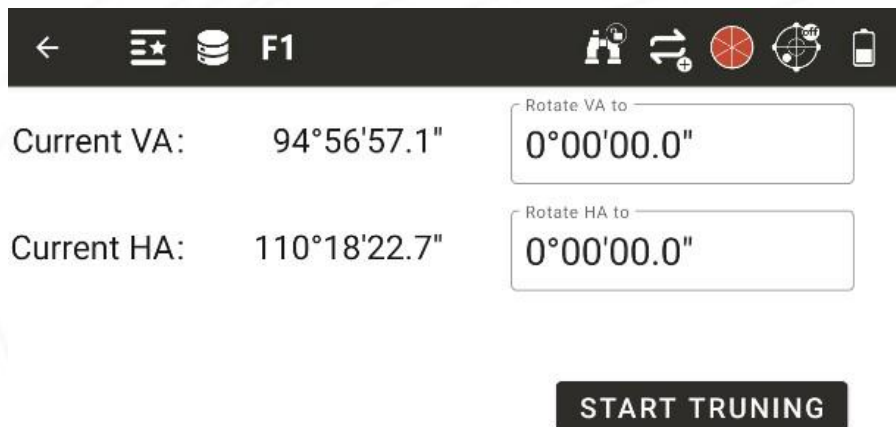 F1
off
Current VA: 94°56'57.1"
Rotate VA to
0°00'00.0"
Current HA: 110°18'22.7"
Rotate HA to
0°00'00.0"
START TRUNING